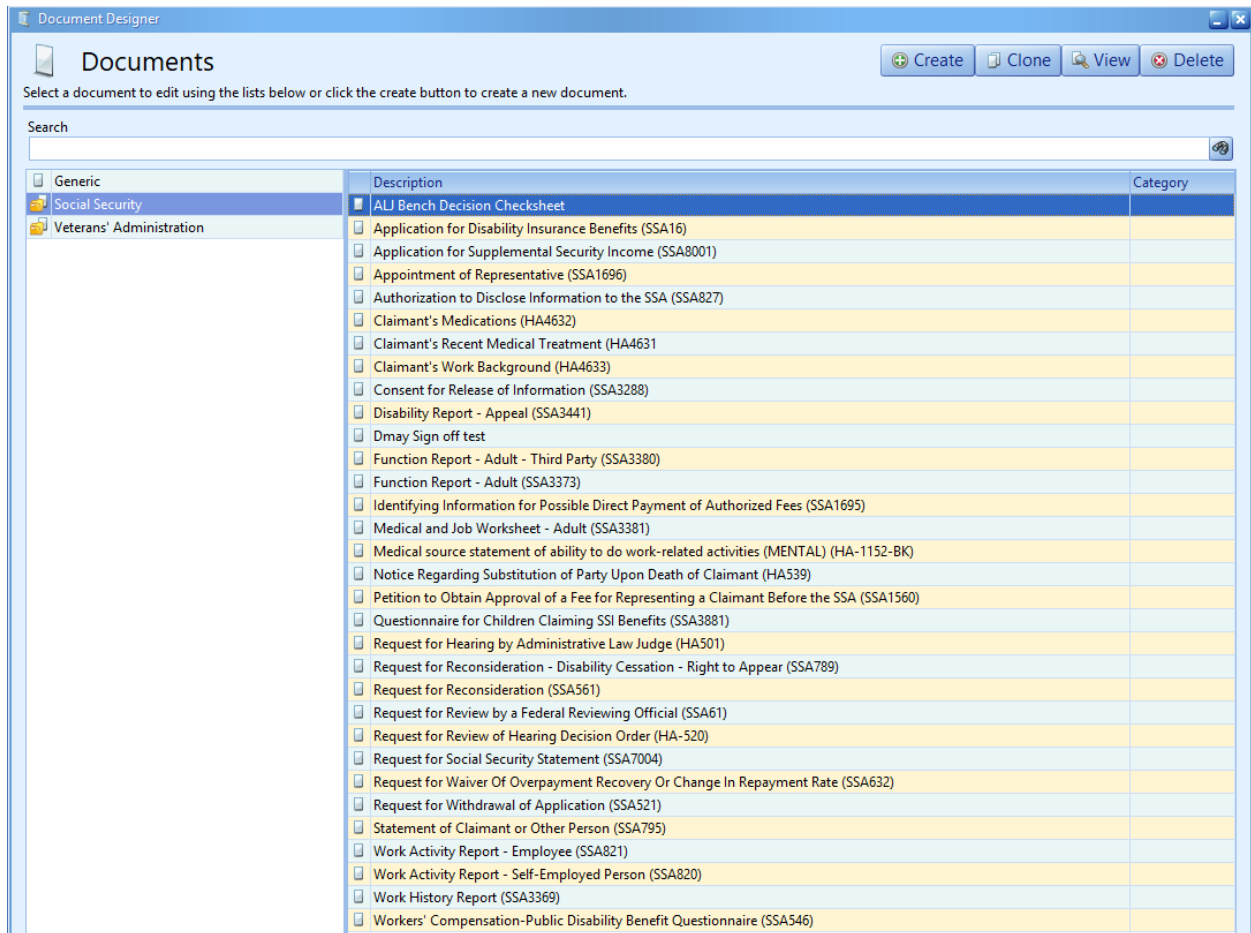 Document Designer
Documents
Create Clone View Delete
Select a document to edit using the lists below or click the create button to create a new document.
Search
Generic
Social Security
Veterans' Administration
Description Category
ALJ Bench Decision Checksheet
Application for Disability Insurance Benefits (SSA16)
Application for Supplemental Security Income (SSA8001)
Appointment of Representative (SSA1696)
Authorization to Disclose Information to the SSA (SSA827)
Claimant's Medications (HA4632)
Claimant's Recent Medical Treatment (HA4631
Claimant's Work Background (HA4633)
Consent for Release of Information (SSA3288)
Disability Report - Appeal (SSA3441)
Dmay Sign off test
Function Report - Adult - Third Party (SSA3380)
Function Report - Adult (SSA3373)
Identifying Information for Possible Direct Payment of Authorized Fees (SSA1695)
Medical and Job Worksheet - Adult (SSA3381)
Medical source statement of ability to do work-related activities (MENTAL) (HA-1152-BK)
Notice Regarding Substitution of Party Upon Death of Claimant (HA539)
Petition to Obtain Approval of a Fee for Representing a Claimant Before the SSA (SSA1560)
Questionnaire for Children Claiming SSI Benefits (SSA3881)
Request for Hearing by Administrative Law Judge (HA501)
Request for Reconsideration - Disability Cessation - Right to Appear (SSA789)
Request for Reconsideration (SSA561)
Request for Review by a Federal Reviewing Official (SSA61)
Request for Review of Hearing Decision Order (HA-520)
Request for Social Security Statement (SSA7004)
Request for Waiver Of Overpayment Recovery Or Change In Repayment Rate (SSA632)
Request for Withdrawal of Application (SSA521)
Statement of Claimant or Other Person (SSA795)
Work Activity Report - Employee (SSA821)
Work Activity Report - Self-Employed Person (SSA820)
Work History Report (SSA3369)
Workers' Compensation-Public Disability Benefit Questionnaire (SSA546)